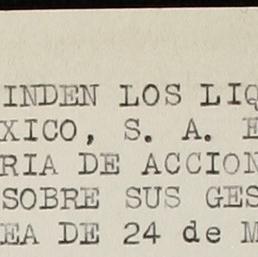 INDEN LOS LIQ
XICO, S. A. E
RIA DE ACCION
SOBRE SUS GES
EA DE 24 de M